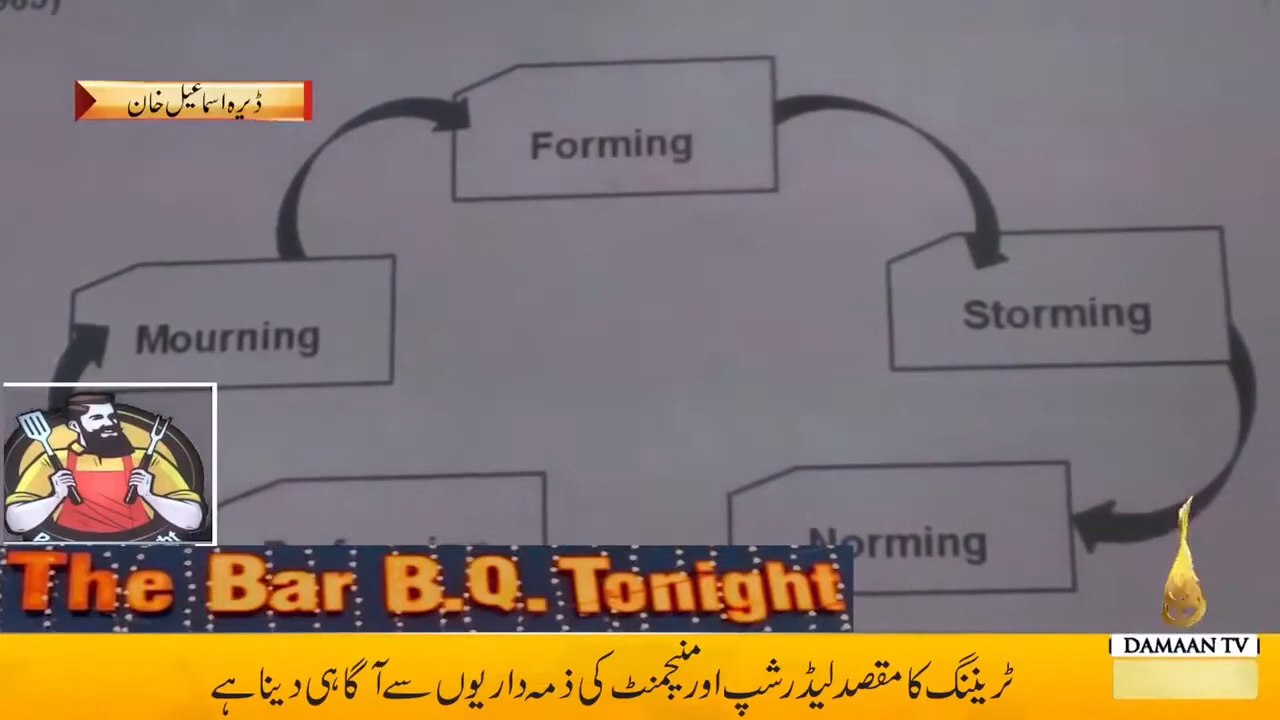 ڈیرہ اسماعیل خان
Forming
Storming
Mourning
Norming
The Bar B.Q. Tonight
DAMAAN TV
ٹریننگ کا مقصد لیڈرشپ اور منیجمنٹ کی ذمہ داریوں سے آگاہی دینا ہے